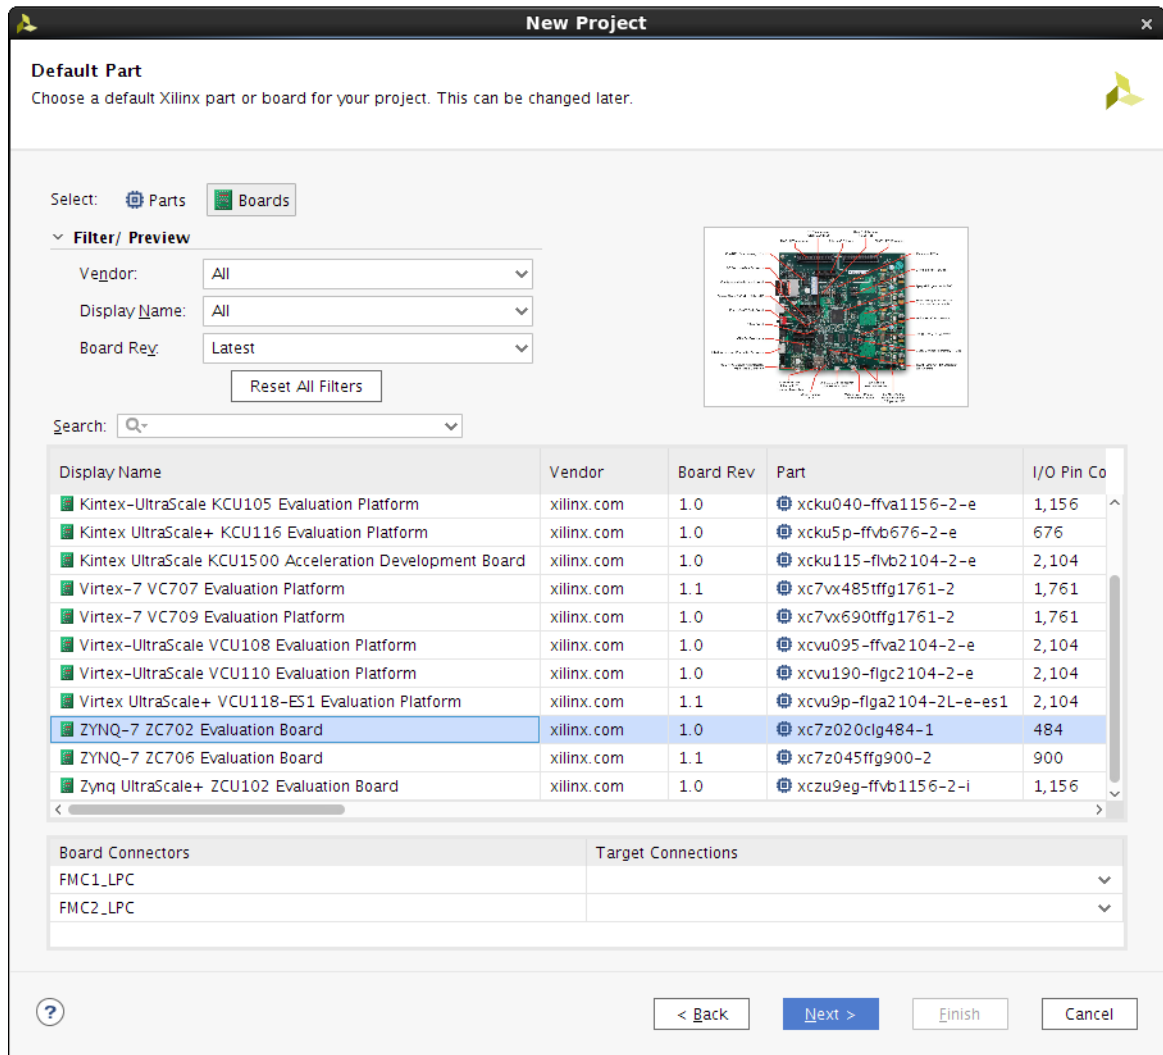 New Project
Default Part
Choose a default Xilinx part or board for your project. This can be changed later.
Select: Parts Boards
Filter/ Preview
Vendor: All
Display Name: All
Board Rev: Latest
Reset All Filters
Search:
Display Name Vendor Board Rev Part I/O Pin Co
Kintex-UltraScale KCU105 Evaluation Platform xilinx.com 1.0 xcku040-ffva1156-2-e 1,156
Kintex UltraScale+ KCU116 Evaluation Platform xilinx.com 1.0 xcku5p-ffvb676-2-e 676
Kintex UltraScale KCU1500 Acceleration Development Board xilinx.com 1.0 xcku115-flvb2104-2-e 2,104
Virtex-7 VC707 Evaluation Platform xilinx.com 1.1 xc7vx485tffg1761-2 1,761
Virtex-7 VC709 Evaluation Platform xilinx.com 1.0 xc7vx690tffg1761-2 1,761
Virtex-UltraScale VCU108 Evaluation Platform xilinx.com 1.0 xcvu095-ffva2104-2-e 2,104
Virtex-UltraScale VCU110 Evaluation Platform xilinx.com 1.0 xcvu190-flgc2104-2-e 2,104
Virtex UltraScale+ VCU118-ES1 Evaluation Platform xilinx.com 1.1 xcvu9p-flga2104-2L-e-es1 2,104
ZYNQ-7 ZC702 Evaluation Board xilinx.com 1.0 xc7z020clg484-1 484
ZYNQ-7 ZC706 Evaluation Board xilinx.com 1.1 xc7z045ffg900-2 900
Zynq UltraScale+ ZCU102 Evaluation Board xilinx.com 1.0 xczu9eg-ffvb1156-2-i 1,156
Board Connectors Target Connections
FMC1_LPC
FMC2_LPC
? < Back Next > Finish Cancel